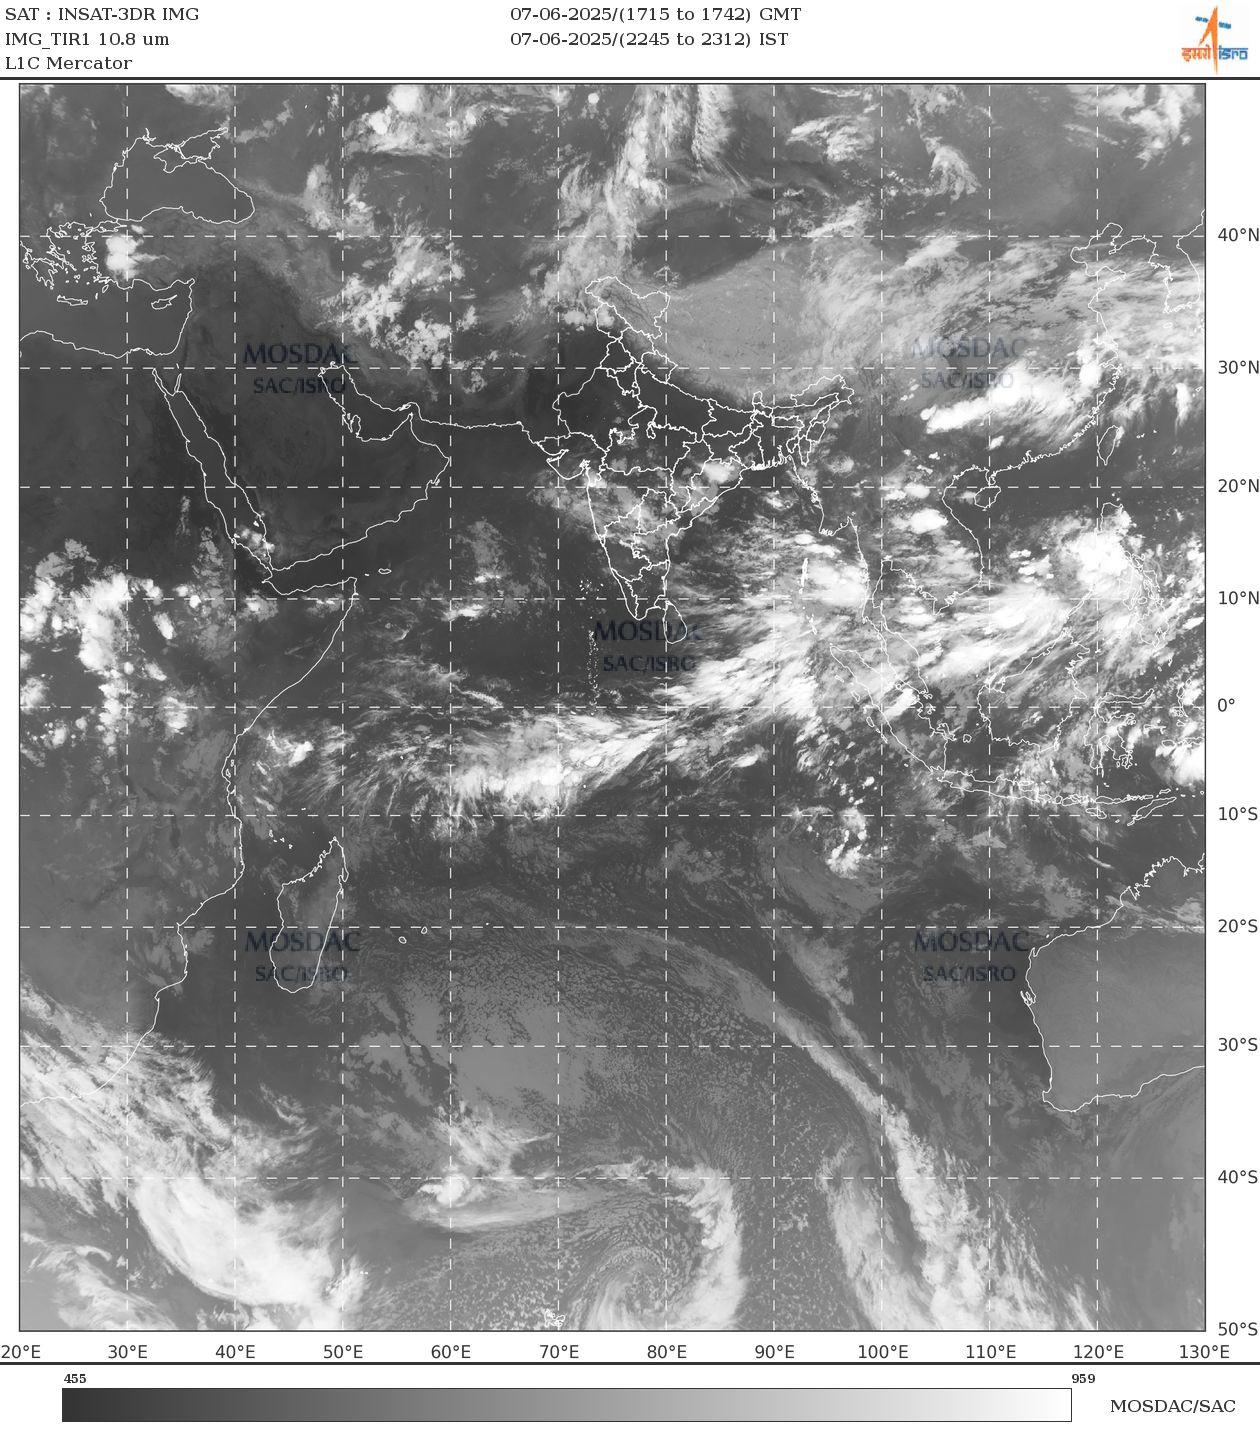 SAT : INSAT-3DR IMG
IMG_TIR1 10.8 um
L1C Mercator
07-06-2025/(1715 to 1742) GMT
07-06-2025/(2245 to 2312) IST
इसरो isro
MOSDAC
SAC/ISRO
MOSDAC
SAC/ISRO
MOSDAC
SAC/ISRO
MOSDAC
SAC/ISRO
MOSDAC
SAC/ISRO
40°N
30°N
20°N
10°N
0°
10°S
20°S
30°S
40°S
50°S
20°E 30°E 40°E 50°E 60°E 70°E 80°E 90°E 100°E 110°E 120°E 130°E
455 959
MOSDAC/SAC